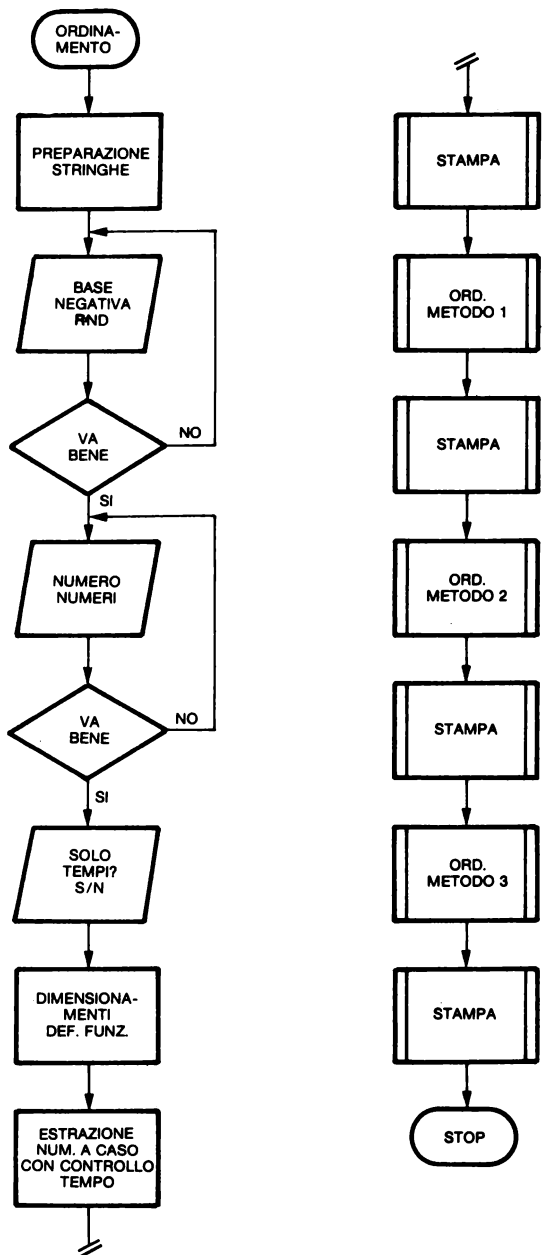 ORDINA-
MENTO
PREPARAZIONE
STRINGHE
BASE
NEGATIVA
RND
VA
BENE
NO
SI
NUMERO
NUMERI
VA
BENE
NO
SI
SOLO
TEMPI?
S/N
DIMENSIONA-
MENTI
DEF. FUNZ.
ESTRAZIONE
NUM. A CASO
CON CONTROLLO
TEMPO
STAMPA
ORD.
METODO 1
STAMPA
ORD.
METODO 2
STAMPA
ORD.
METODO 3
STAMPA
STOP